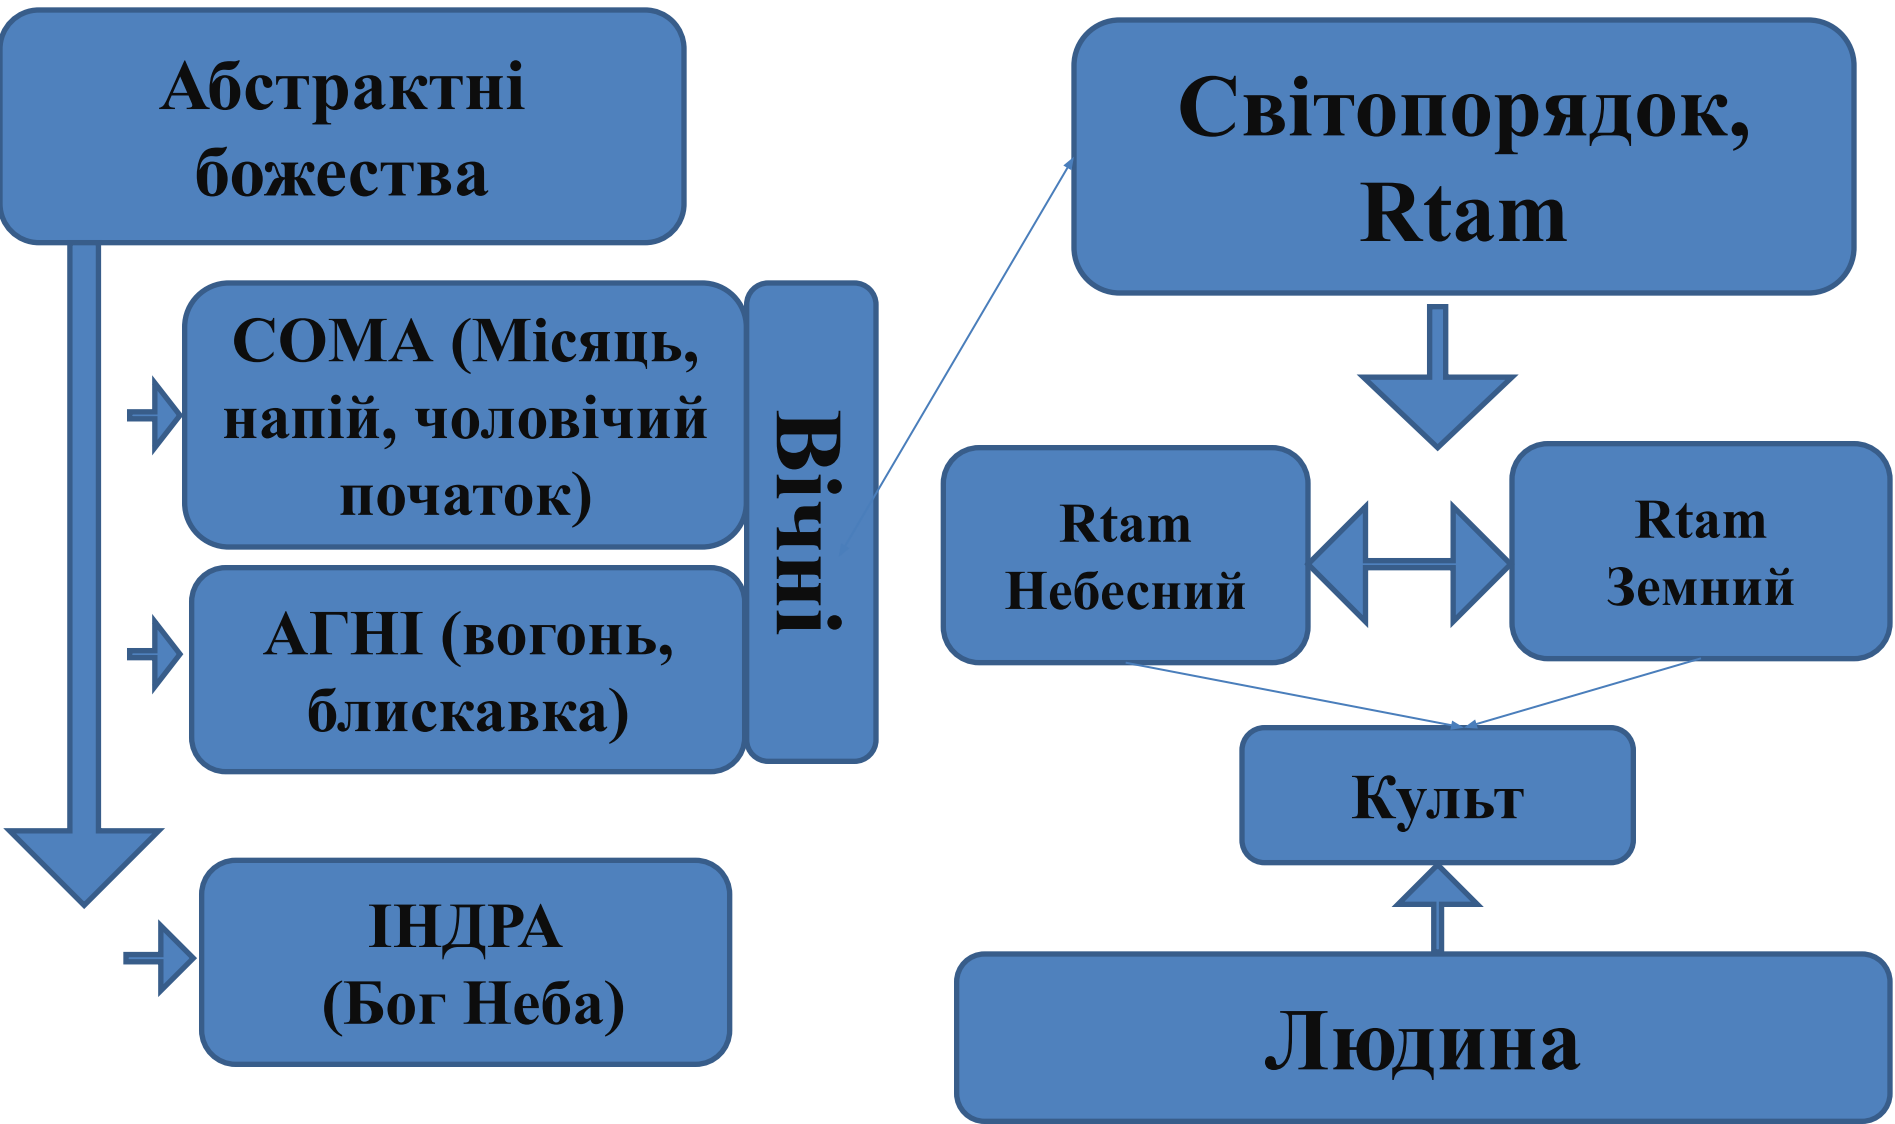 Абстрактні
божества
СОМА (Місяць,
напій, чоловічий
початок)
АГНІ (вогонь,
блискавка)
Вічні
ІНДРА
(Бог Неба)
Світопорядок,
Rtam
Rtam
Небесний
Rtam
Земний
Культ
Людина